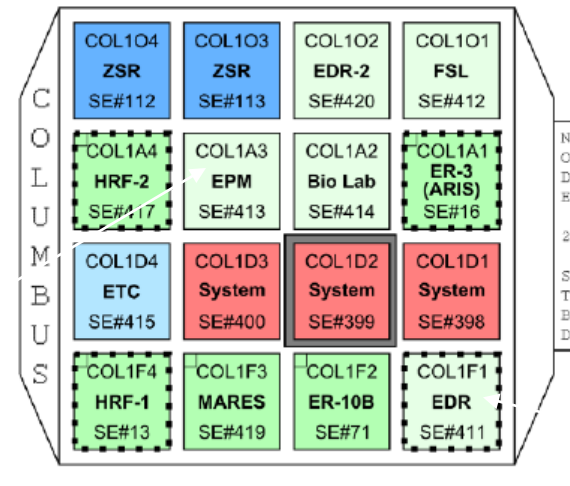 COLUMBUS
COL1O4
ZSR
SE#112
COL1O3
ZSR
SE#113
COL1O2
EDR-2
SE#420
COL1O1
FSL
SE#412
COL1A4
HRF-2
SE#417
COL1A3
EPM
SE#413
COL1A2
Bio Lab
SE#414
COL1A1
ER-3
(ARIS)
SE#16
COL1D4
ETC
SE#415
COL1D3
System
SE#400
COL1D2
System
SE#399
COL1D1
System
SE#398
COL1F4
HRF-1
SE#13
COL1F3
MARES
SE#419
COL1F2
ER-10B
SE#71
COL1F1
EDR
SE#411
NODE
2
STBD